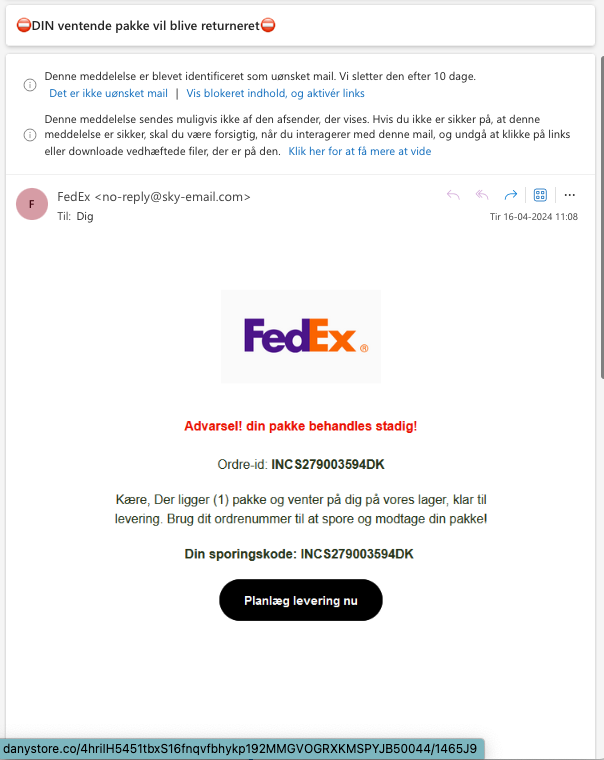 ⛔DIN ventende pakke vil blive returneret⛔
Denne meddelelse er blevet identificeret som uønsket mail. Vi sletter den efter 10 dage.
Det er ikke uønsket mail | Vis blokeret indhold, og aktivér links
Denne meddelelse sendes muligvis ikke af den afsender, der vises. Hvis du ikke er sikker på, at denne
meddelelse er sikker, skal du være forsigtig, når du interagerer med denne mail, og undgå at klikke på links
eller downloade vedhæftede filer, der er på den. Klik her for at få mere at vide
F
FedEx <no-reply@sky-email.com>
Til: Dig
Tir 16-04-2024 11:08
FedEx®
Advarsel! din pakke behandles stadig!
Ordre-id: INCS279003594DK
Kære, Der ligger (1) pakke og venter på dig på vores lager, klar til
levering. Brug dit ordrenummer til at spore og modtage din pakke!
Din sporingskode: INCS279003594DK
Planlæg levering nu
danystore.co/4hrilH5451tbxS16fnqvfbhykp192MMGVOGRXKMSPYJB50044/1465J9